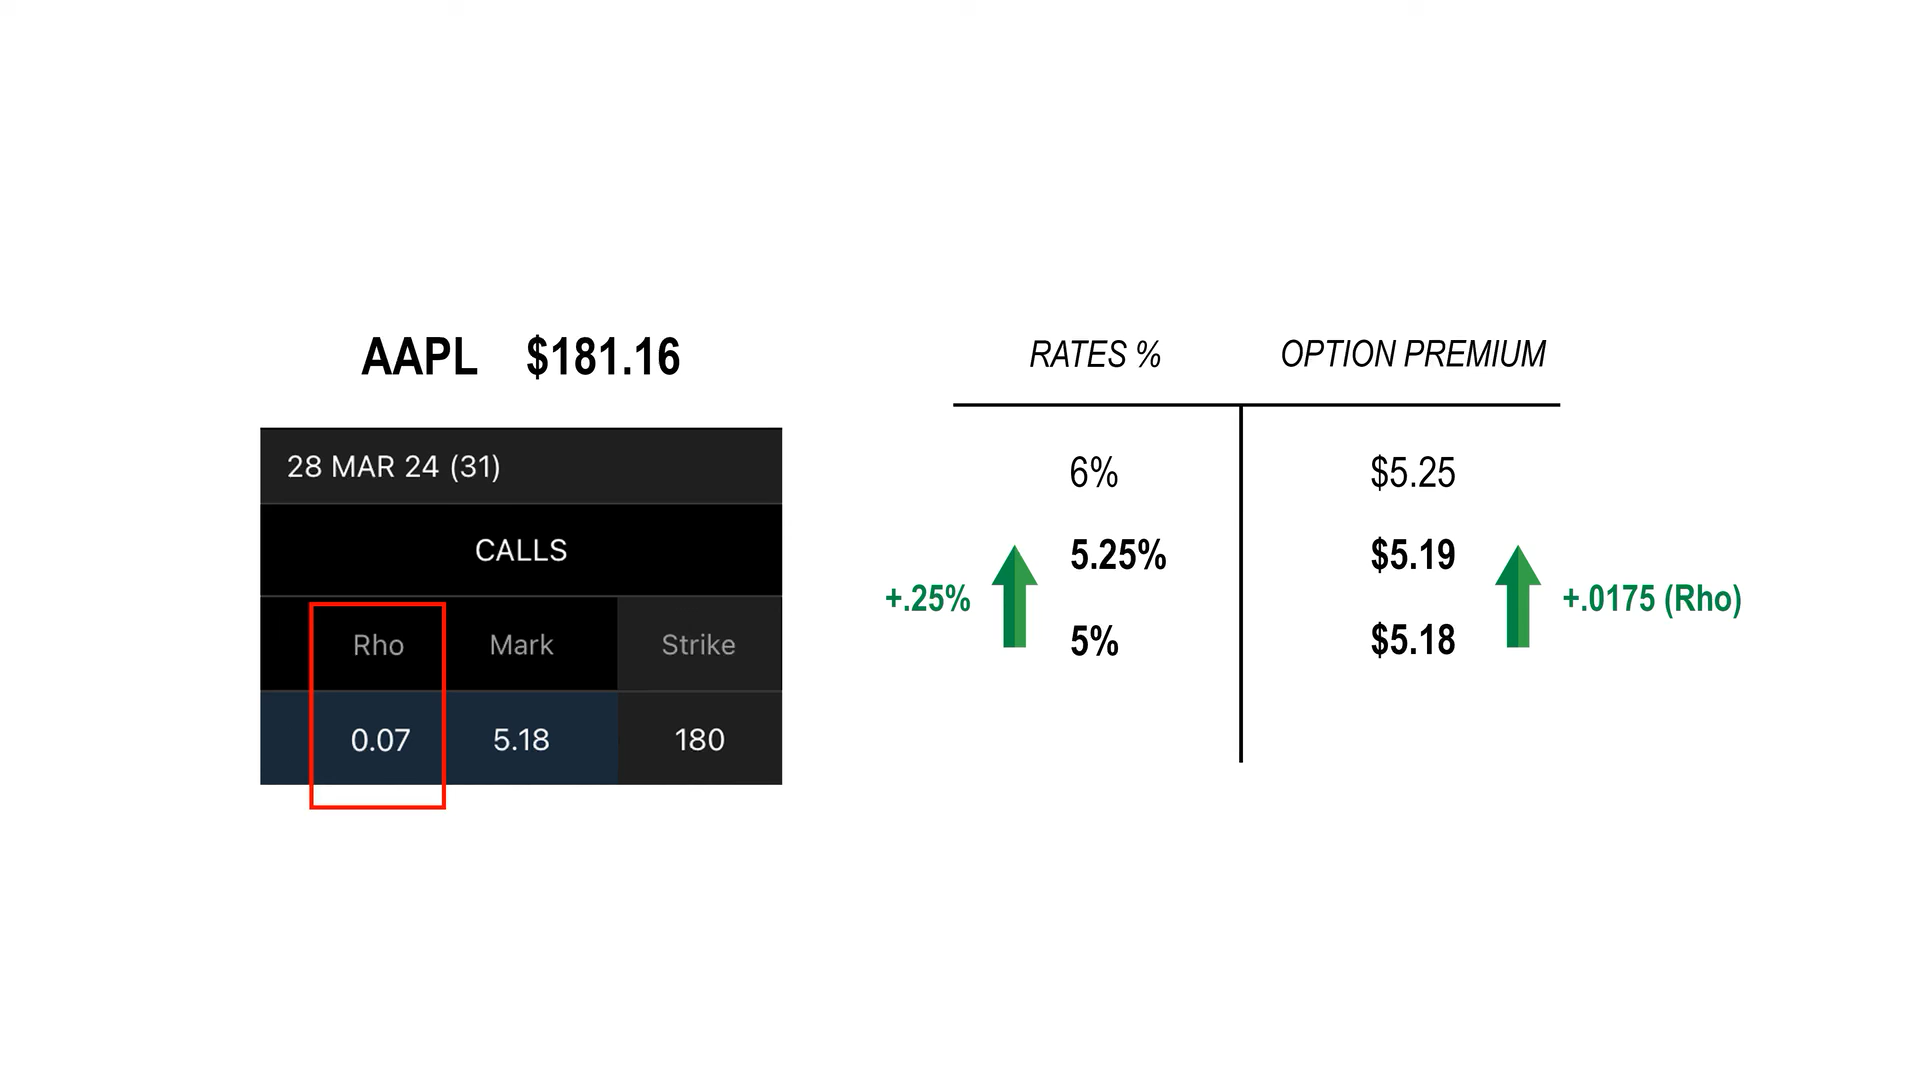 AAPL $181.16
28 MAR 24 (31)
CALLS
Rho Mark Strike
0.07 5.18 180
RATES % OPTION PREMIUM
6% $5.25
5.25% $5.19
+.25% +.0175 (Rho)
5% $5.18